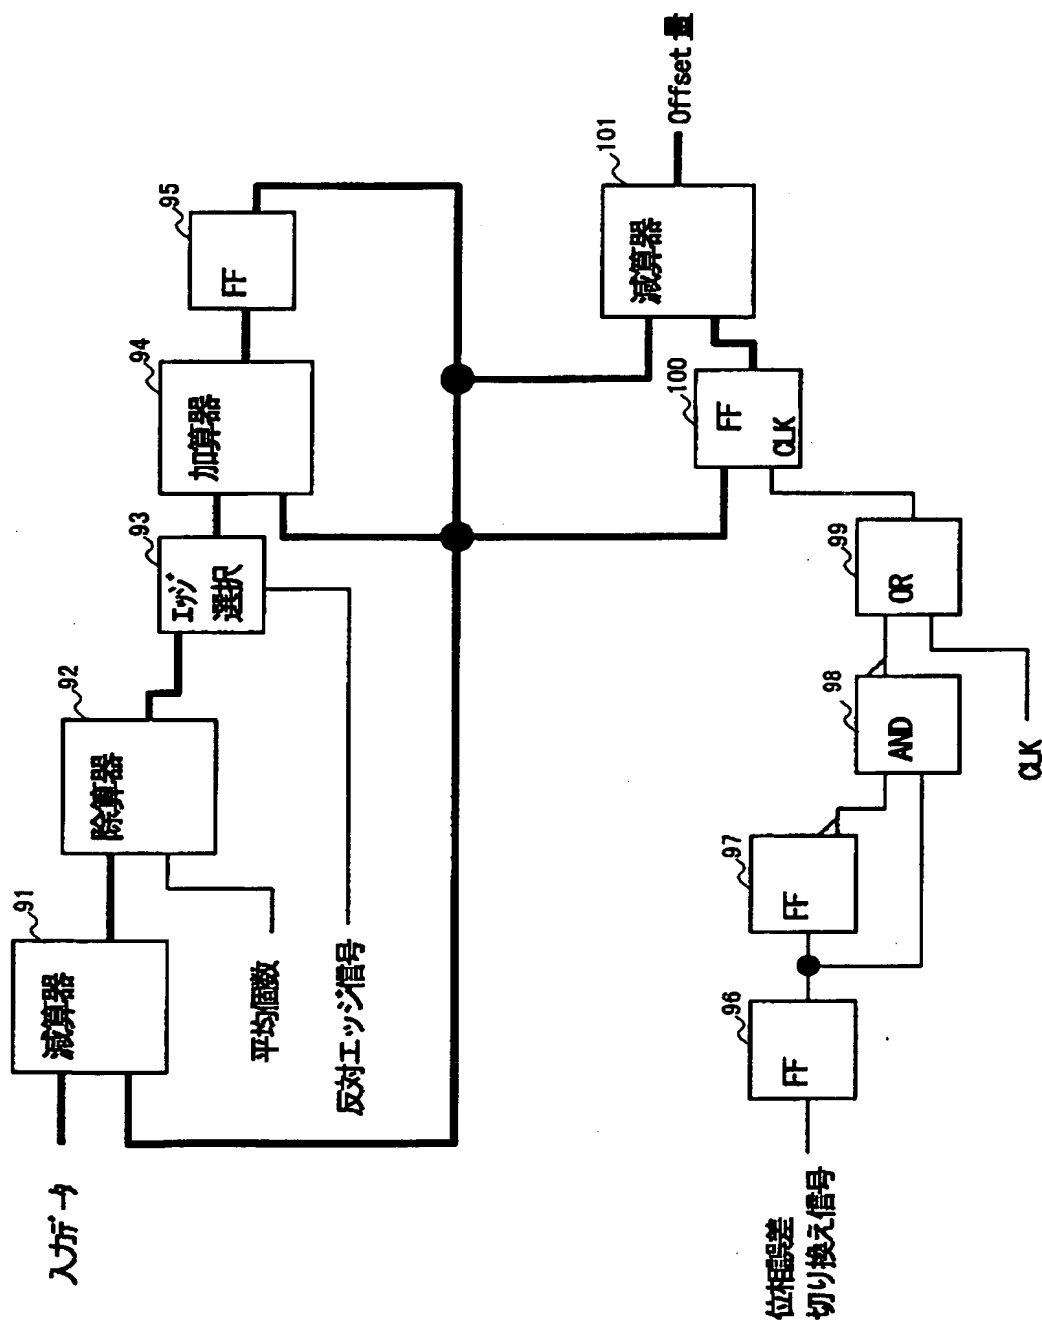 入力データ
減算器
91
除算器
92
平均個数
反対エッジ信号
エッジ
選択
93
加算器
94
FF
95
位相誤差
切り換え信号
FF
96
FF
97
AND
98
OR
99
CLK
FF
CLK
100
減算器
101
Offset量